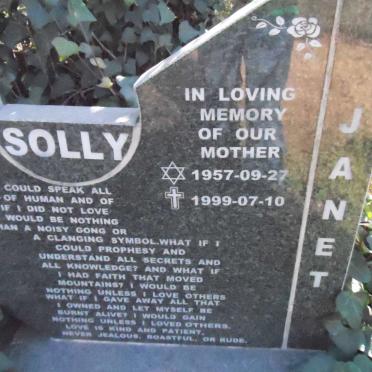 SOLLY
IN LOVING
MEMORY
OF OUR
MOTHER
1957-09-27
1999-07-10
JANET
COULD SPEAK ALL
OF HUMAN AND OF
IF I DID NOT LOVE
WOULD BE NOTHING
THAN A NOISY GONG OR
A CLANGING SYMBOL.WHAT IF I
COULD PROPHESY AND
UNDERSTAND ALL SECRETS AND
ALL KNOWLEDGE? AND WHAT IF
I HAD FAITH THAT MOVED
MOUNTAINS? I WOULD BE
NOTHING UNLESS I LOVE OTHERS
WHAT IF I GAVE AWAY ALL THAT
I OWNED AND LET MYSELF BE
BURNT ALIVE? I WOULD GAIN
NOTHING UNLESS I LOVED OTHERS.
LOVE IS KIND AND PATIENT,
NEVER JEALOUS, BOASTFUL, OR RUDE.